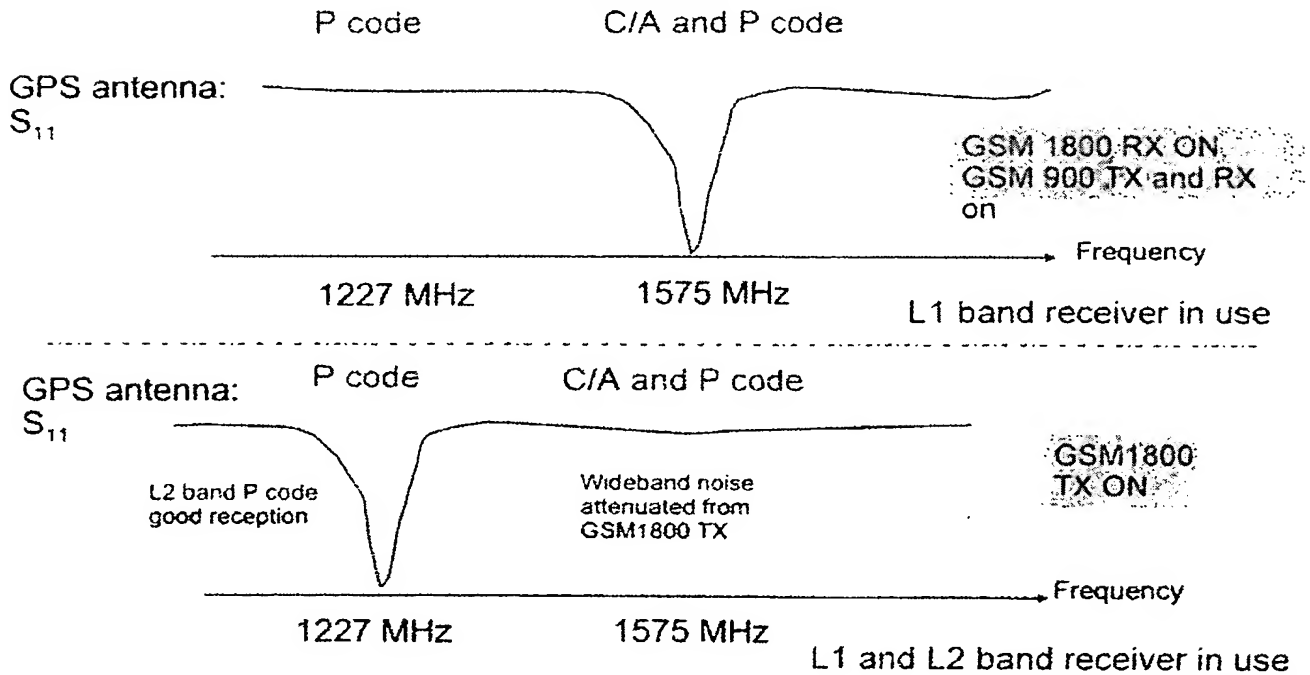 P code
C/A and P code
GPS antenna:
S11
GSM 1800 RX ON
GSM 900 TX and RX
on
Frequency
1227 MHz
1575 MHz
L1 band receiver in use
P code
C/A and P code
GPS antenna:
S11
L2 band P code
good reception
Wideband noise
attenuated from
GSM1800 TX
GSM1800
TX ON
Frequency
1227 MHz
1575 MHz
L1 and L2 band receiver in use